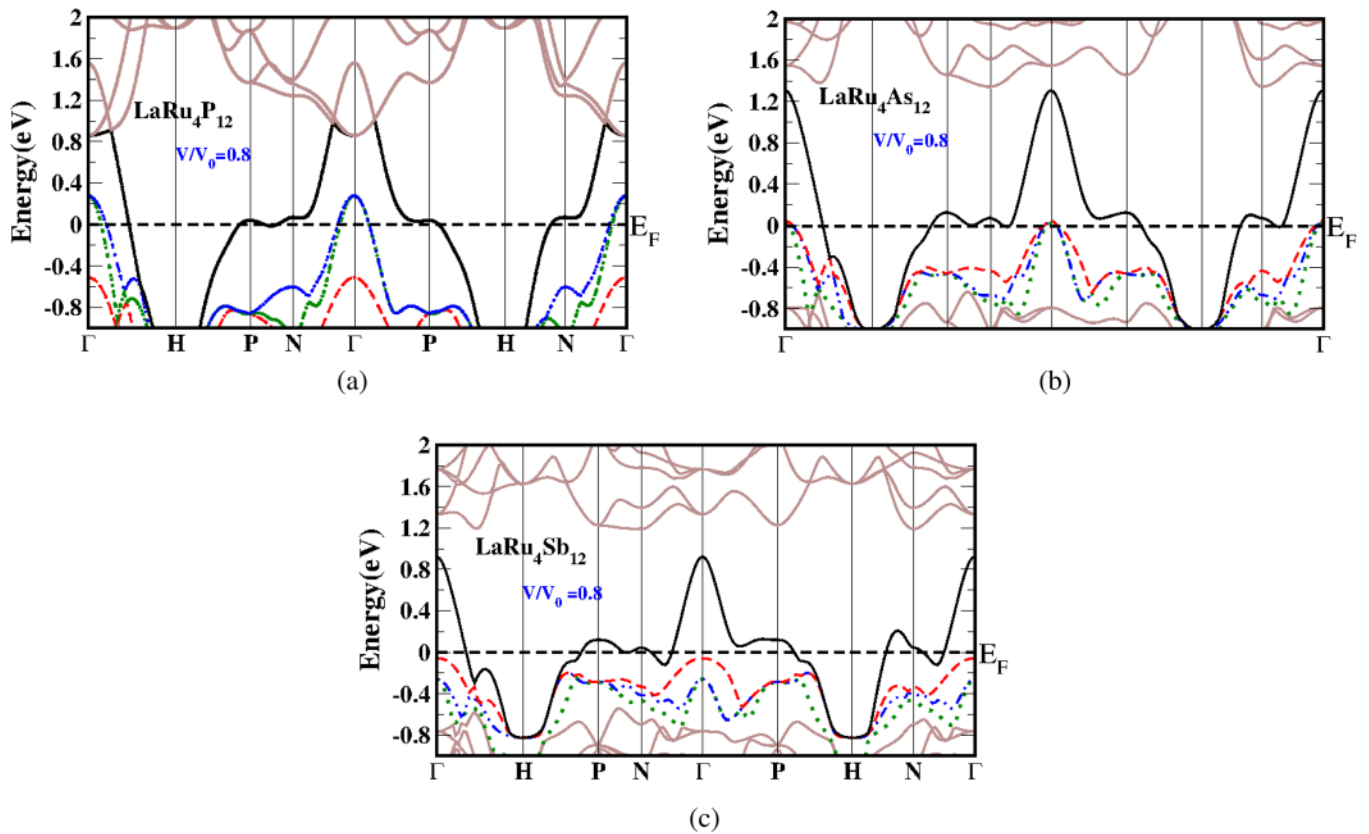 2
1.6
1.2
0.8
0.4
0
-0.4
-0.8
Energy(eV)
LaRu₄P₁₂
V/V₀=0.8
E_F
Γ H P N Γ P H N Γ
(a)
2
1.6
1.2
0.8
0.4
0
-0.4
-0.8
Energy(eV)
LaRu₄As₁₂
V/V₀=0.8
E_F
Γ Γ
(b)
2
1.6
1.2
0.8
0.4
0
-0.4
-0.8
Energy(eV)
LaRu₄Sb₁₂
V/V₀ =0.8
E_F
Γ H P N Γ P H N Γ
(c)